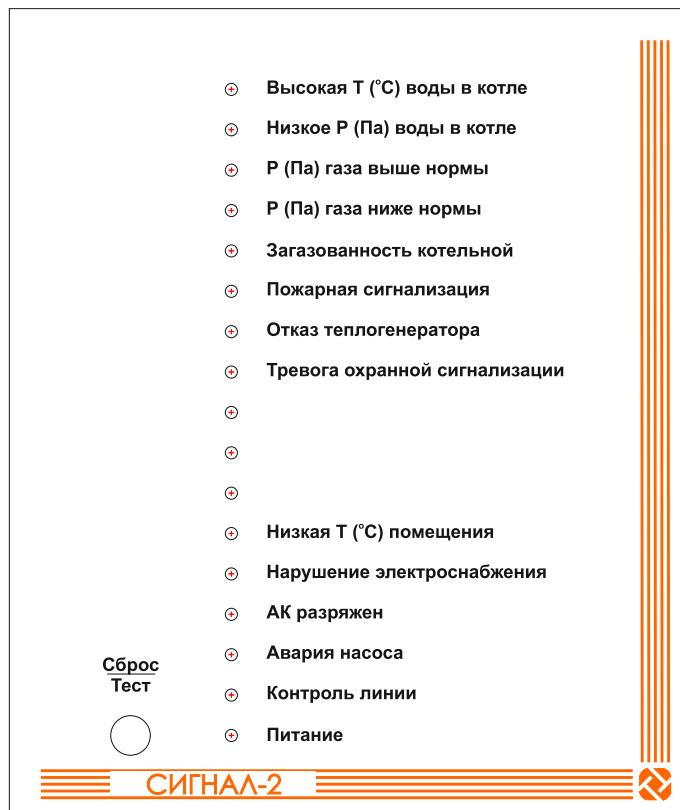 Высокая Т (°С) воды в котле
Низкое Р (Па) воды в котле
Р (Па) газа выше нормы
Р (Па) газа ниже нормы
Загазованность котельной
Пожарная сигнализация
Отказ теплогенератора
Тревога охранной сигнализации
Низкая Т (°С) помещения
Нарушение электроснабжения
АК разряжен
Авария насоса
Контроль линии
Питание
Сброс
Тест
СИГНАЛ-2